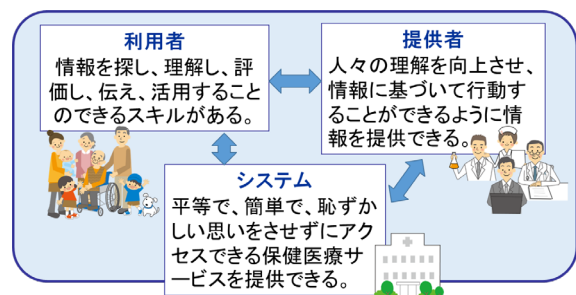 利用者
情報を探し、理解し、評
価し、伝え、活用すること
のできるスキルがある。
提供者
人々の理解を向上させ、
情報に基づいて行動す
ることができるように情
報を提供できる。
システム
平等で、簡単で、恥ずか
しい思いをさせずにアク
セスできる保健医療サ
ービスを提供できる。